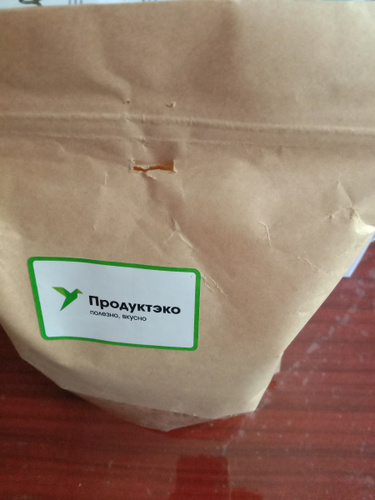 Продуктэко
полезно, вкусно